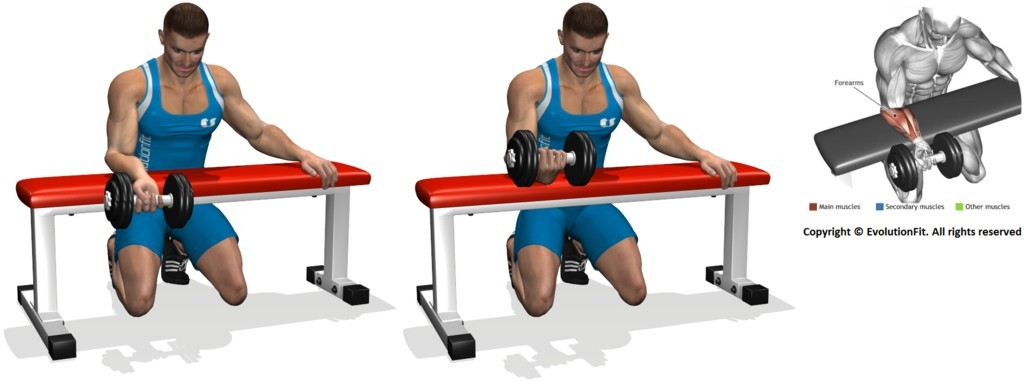 Forearms
Main muscles
Secondary muscles
Other muscles
Copyright © EvolutionFit. All rights reserved